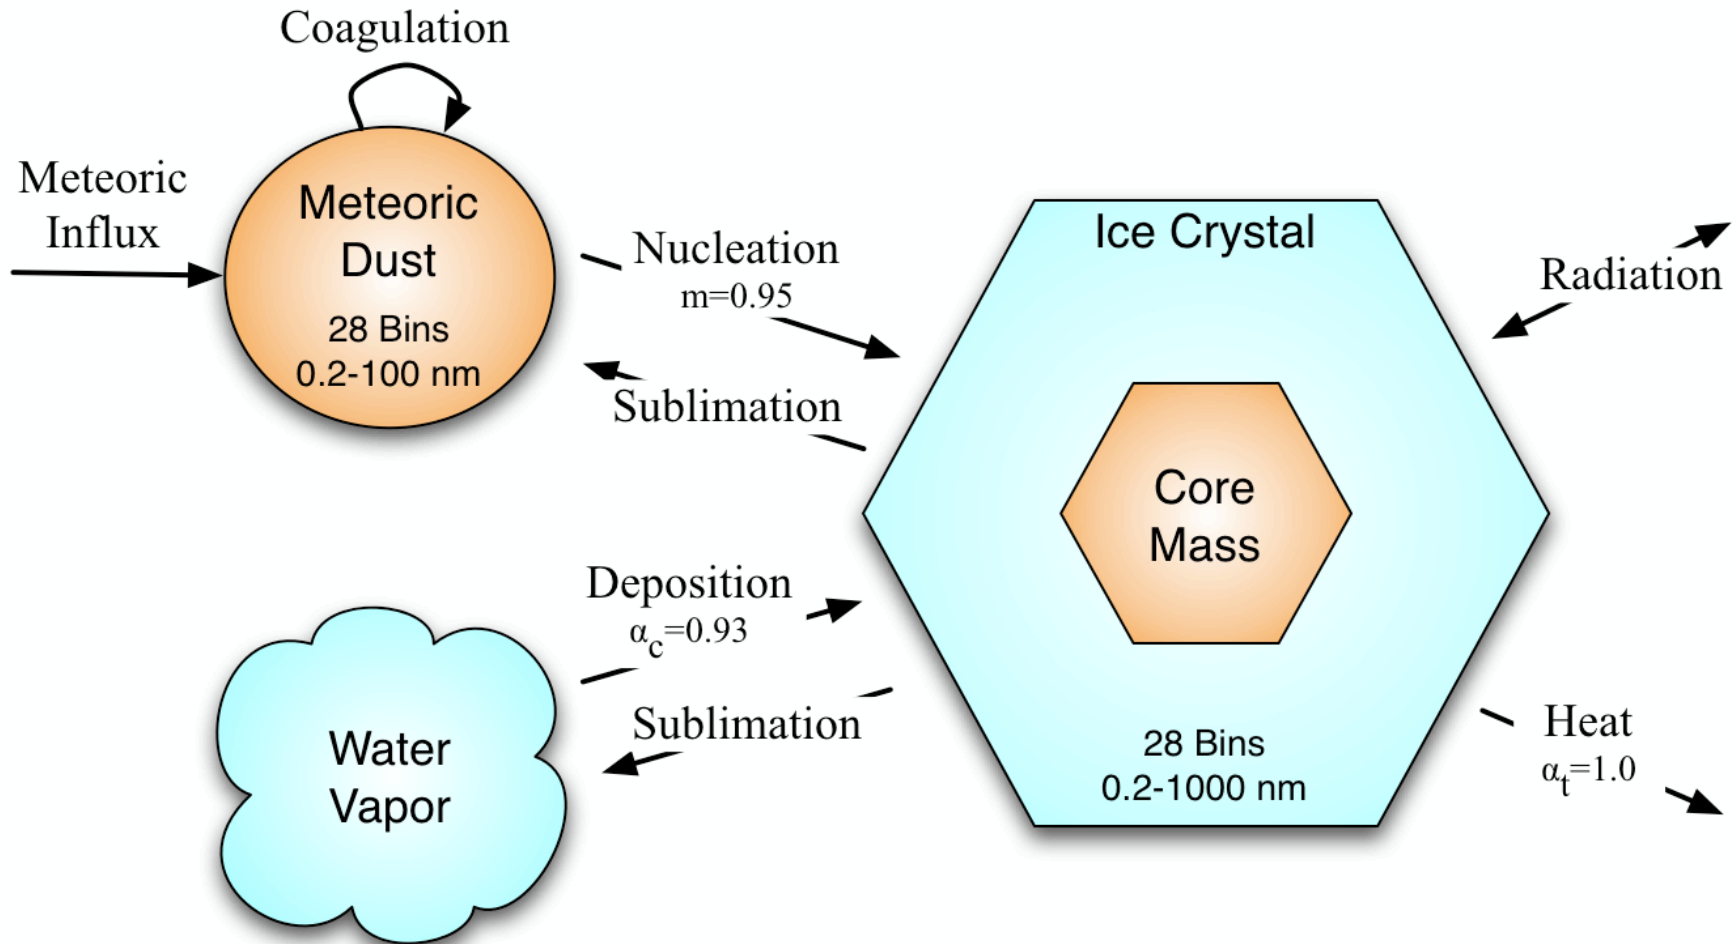 Coagulation
Meteoric
Influx
Meteoric
Dust
28 Bins
0.2-100 nm
Nucleation
m=0.95
Sublimation
Ice Crystal
Radiation
Core
Mass
Deposition
αc=0.93
Sublimation
Water
Vapor
28 Bins
0.2-1000 nm
Heat
αt=1.0